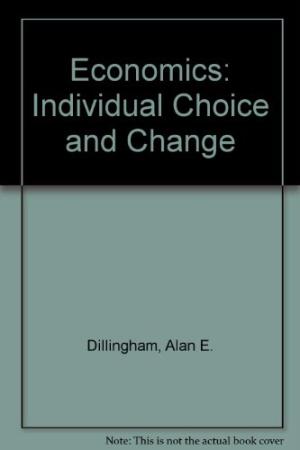 Economics:
Individual Choice
and Change
Dillingham, Alan E.
Note: This is not the actual book cover